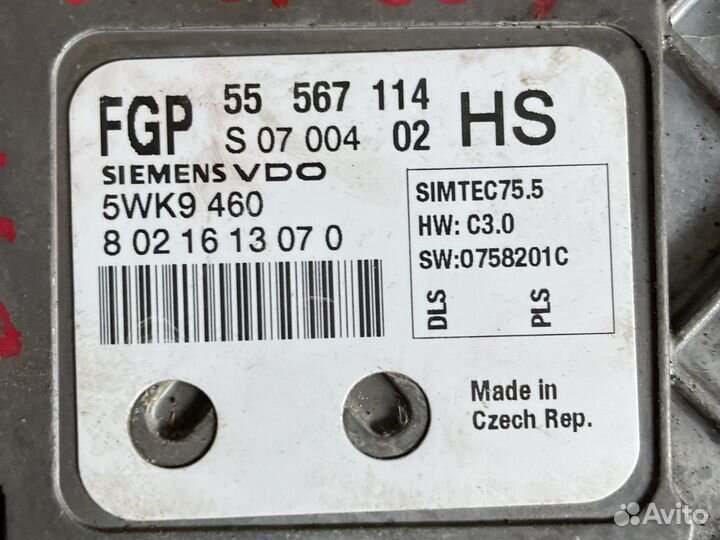 FGP 55 567 114 HS
S 07 004 02
SIEMENS VDO
5WK9 460
8 02 16 13 07 0
SIMTEC75.5
HW: C3.0
SW:0758201C
DLS PLS
Made in
Czech Rep.
Avito